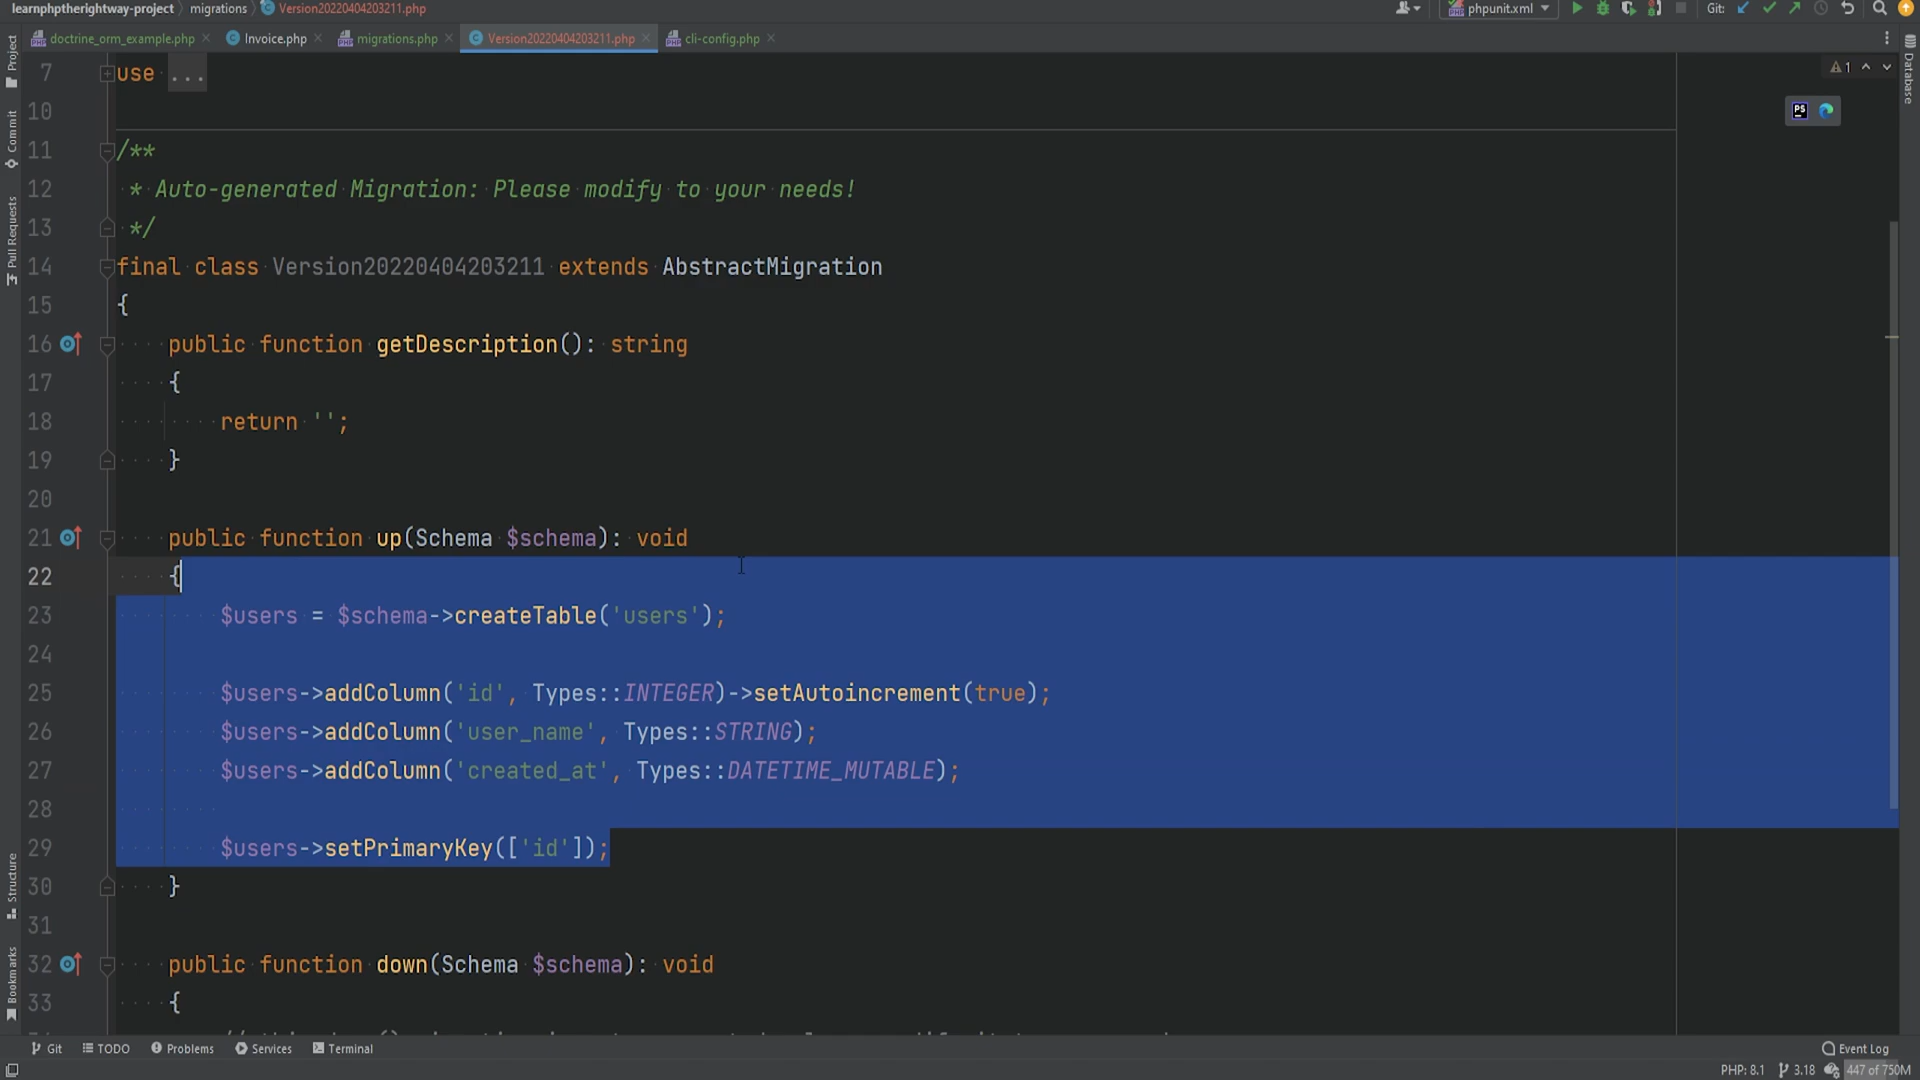 learnphptherightway-project migrations Version20220404203211.php phpunit.xml Git:
doctrine_orm_example.php Invoice.php migrations.php Version20220404203211.php cli-config.php
Project
Commit
Pull Requests
Structure
Bookmarks
Database
1
PS
7 use ...
10
11 /**
12 * Auto-generated Migration: Please modify to your needs!
13 */
14 final class Version20220404203211 extends AbstractMigration
15 {
16 public function getDescription(): string
17 {
18 return '';
19 }
20
21 public function up(Schema $schema): void
22 {
23 $users = $schema->createTable('users');
24
25 $users->addColumn('id', Types::INTEGER)->setAutoincrement(true);
26 $users->addColumn('user_name', Types::STRING);
27 $users->addColumn('created_at', Types::DATETIME_MUTABLE);
28
29 $users->setPrimaryKey(['id']);
30 }
31
32 public function down(Schema $schema): void
33 {
Git TODO Problems Services Terminal Event Log
PHP: 8.1 3.18 447 of 750M